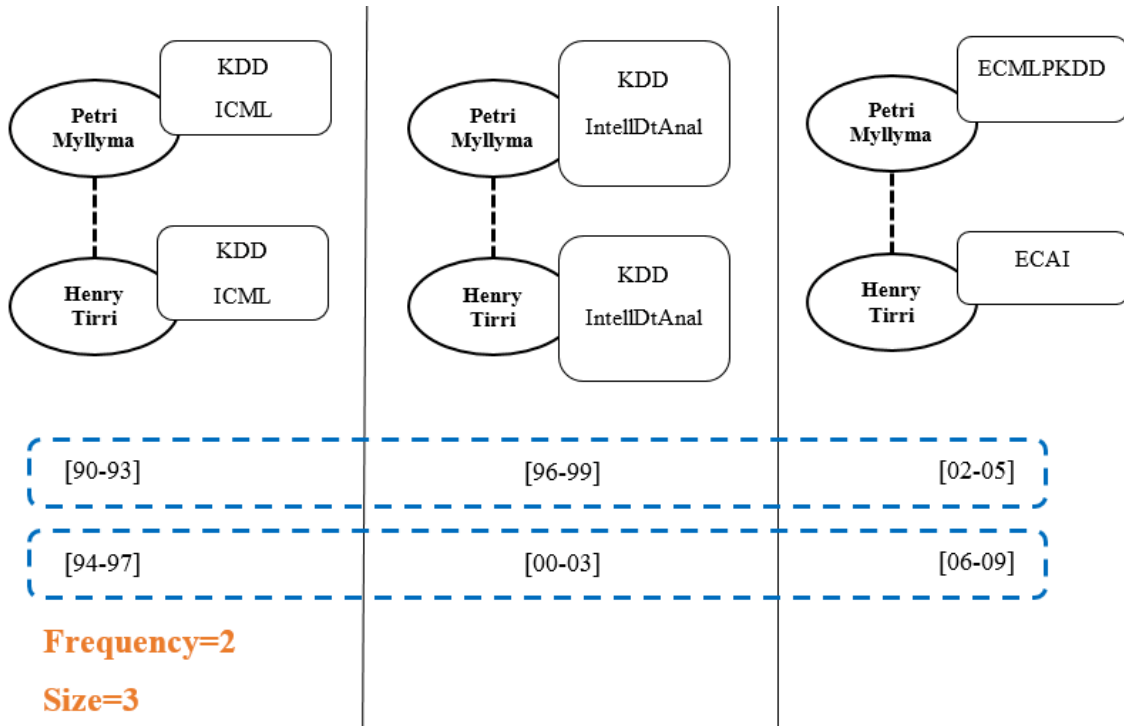 KDD
ICML
Petri
Myllyma
KDD
ICML
Henry
Tirri
KDD
IntellDtAnal
Petri
Myllyma
KDD
IntellDtAnal
Henry
Tirri
ECMLPKDD
Petri
Myllyma
ECAI
Henry
Tirri
[90-93] [96-99] [02-05]
[94-97] [00-03] [06-09]
Frequency=2
Size=3